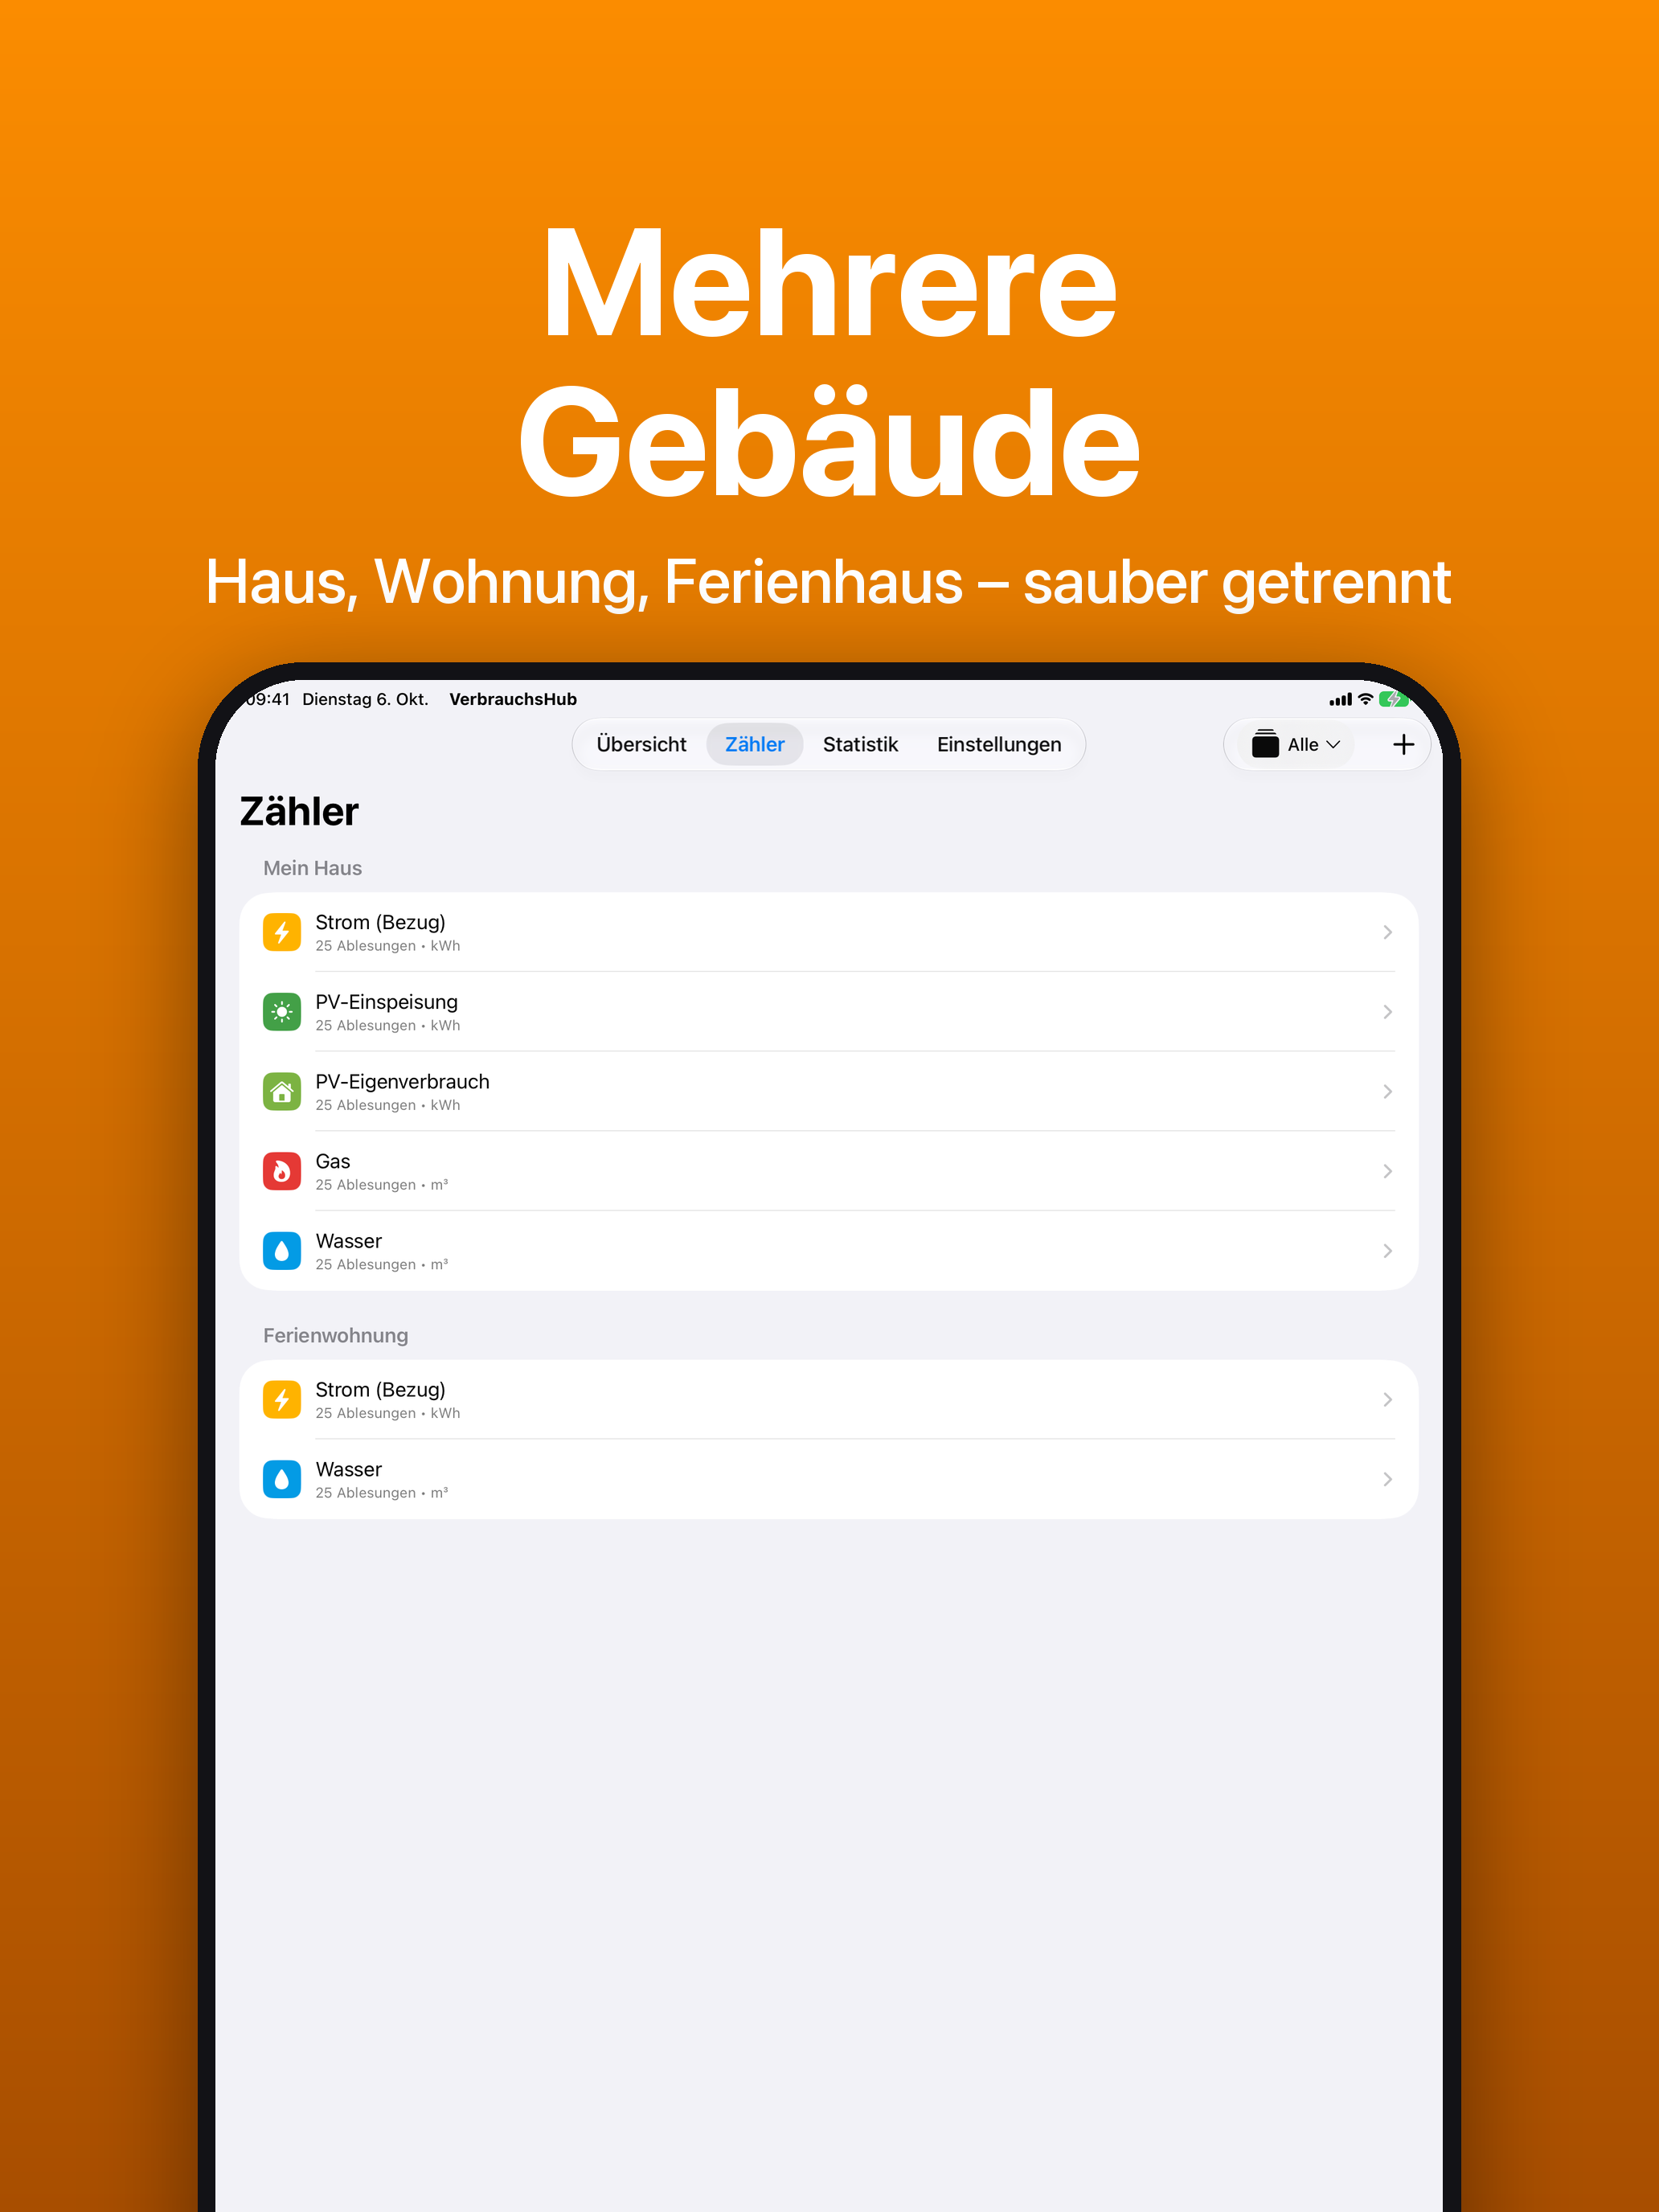 Mehrere
Gebäude
Haus, Wohnung, Ferienhaus – sauber getrennt
09:41 Dienstag 6. Okt. VerbrauchsHub
Übersicht Zähler Statistik Einstellungen Alle
Zähler
Mein Haus
Strom (Bezug)
25 Ablesungen • kWh
PV-Einspeisung
25 Ablesungen • kWh
PV-Eigenverbrauch
25 Ablesungen • kWh
Gas
25 Ablesungen • m³
Wasser
25 Ablesungen • m³
Ferienwohnung
Strom (Bezug)
25 Ablesungen • kWh
Wasser
25 Ablesungen • m³